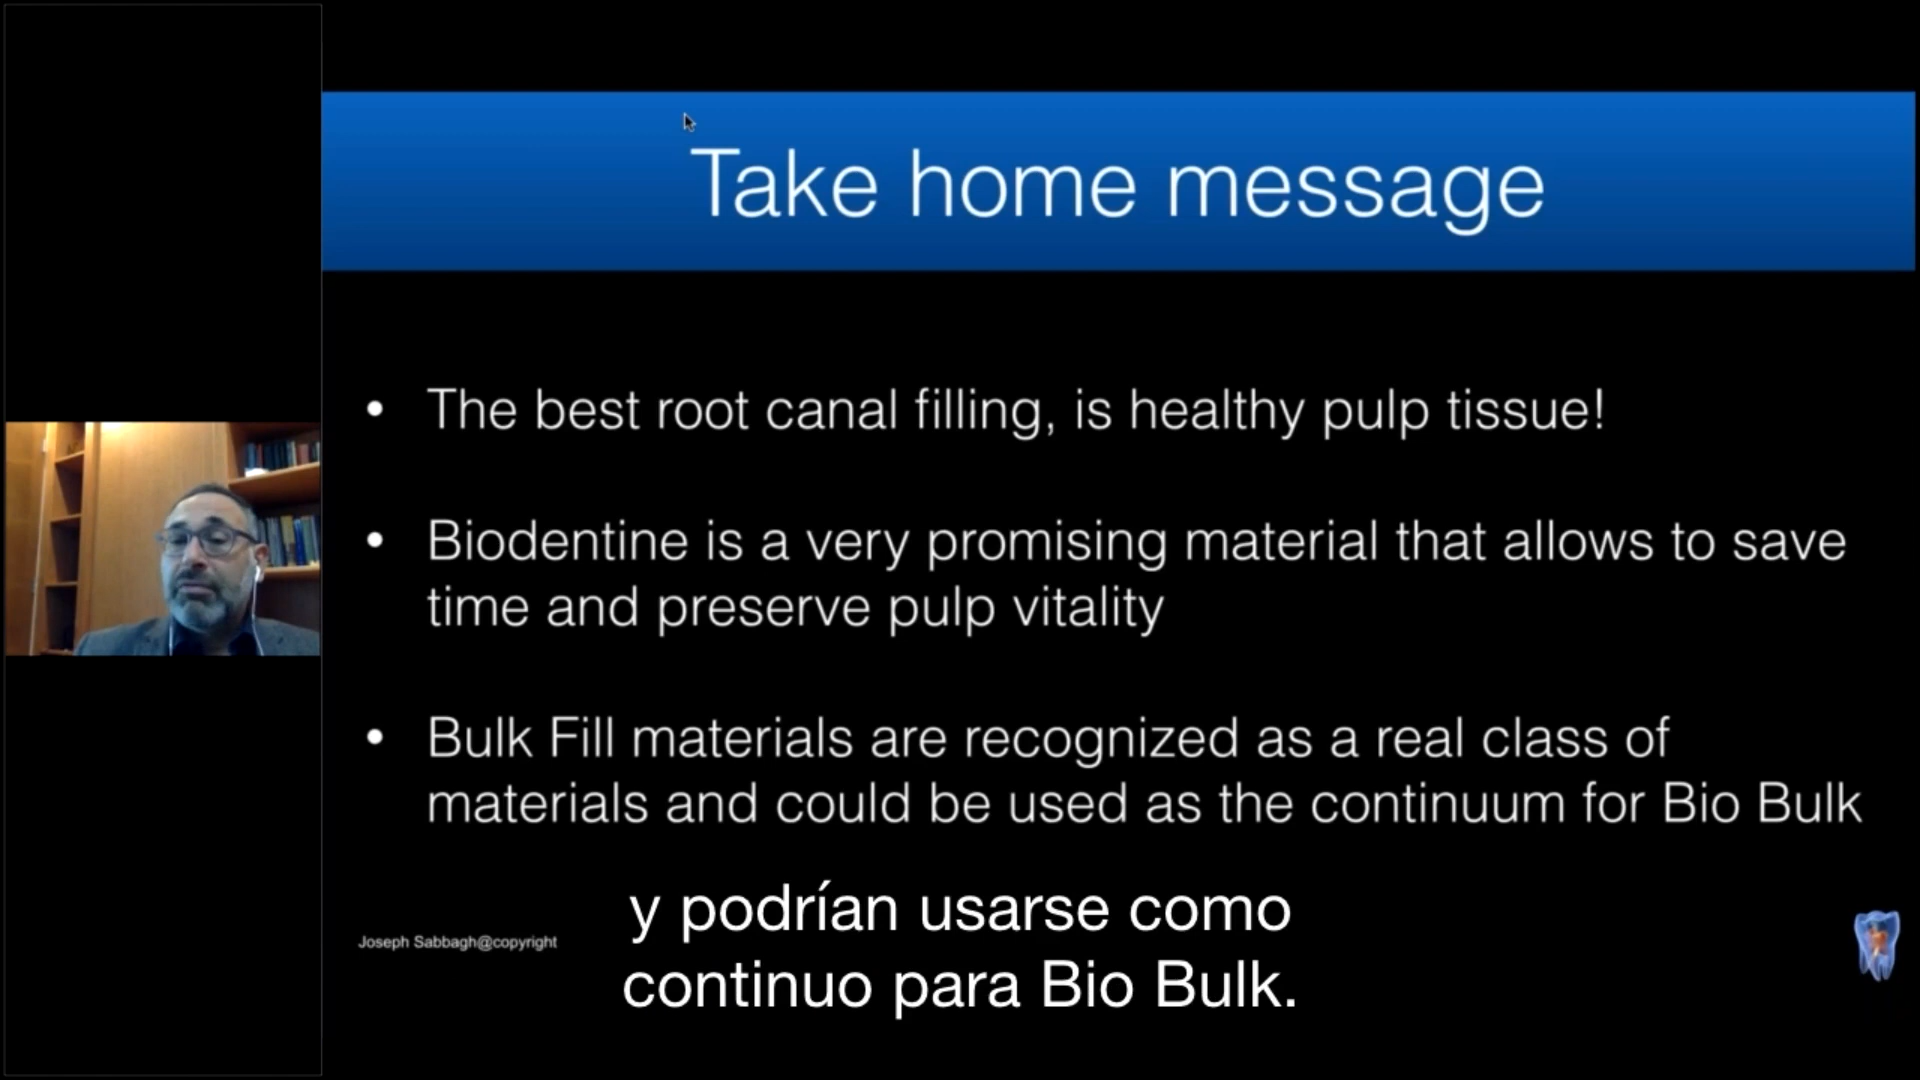 Take home message
• The best root canal filling, is healthy pulp tissue!
• Biodentine is a very promising material that allows to save
time and preserve pulp vitality
• Bulk Fill materials are recognized as a real class of
materials and could be used as the continuum for Bio Bulk
y podrían usarse como
continuo para Bio Bulk.
Joseph Sabbagh@copyright